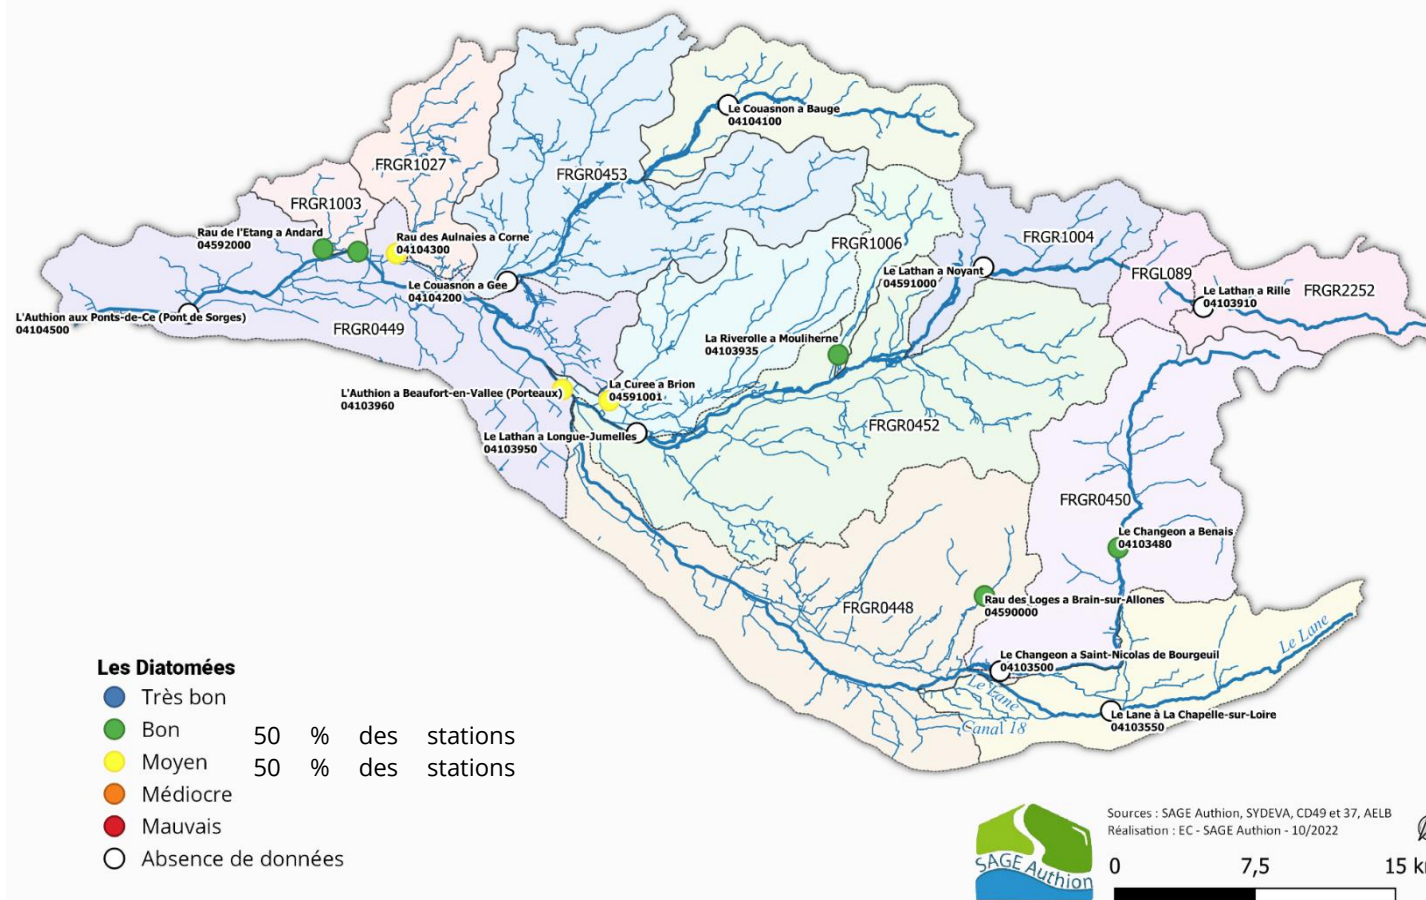 Le Couasnon a Bauge
04104100
FRGR1027
FRGR0453
FRGR1003
Rau de l'Etang a Andard
04592000
Rau des Aulnaies a Corne
04104300
FRGR1006
FRGR1004
Le Lathan a Noyant
04591000
FRGL089
Le Couasnon a Gee
04104200
Le Lathan a Rille
04103910
FRGR2252
L'Authion aux Ponts-de-Ce (Pont de Sorges)
04104500
FRGR0449
La Riverolle a Mouliherne
04103935
L'Authion a Beaufort-en-Vallee (Porteaux)
04103960
La Curee a Brion
04591001
Le Lathan a Longue-Jumelles
04103950
FRGR0452
FRGR0450
Le Changeon a Benais
04103480
FRGR0448
Rau des Loges a Brain-sur-Allones
04590000
Le Lane
Le Changeon a Saint-Nicolas de Bourgeuil
04103500
Le Lane
Canal 18
Le Lane à La Chapelle-sur-Loire
04103550
Les Diatomées
Très bon
Bon 50 % des stations
Moyen 50 % des stations
Médiocre
Mauvais
Absence de données
SAGE Authion
Sources : SAGE Authion, SYDEVA, CD49 et 37, AELB
Réalisation : EC - SAGE Authion - 10/2022
0 7,5 15 k